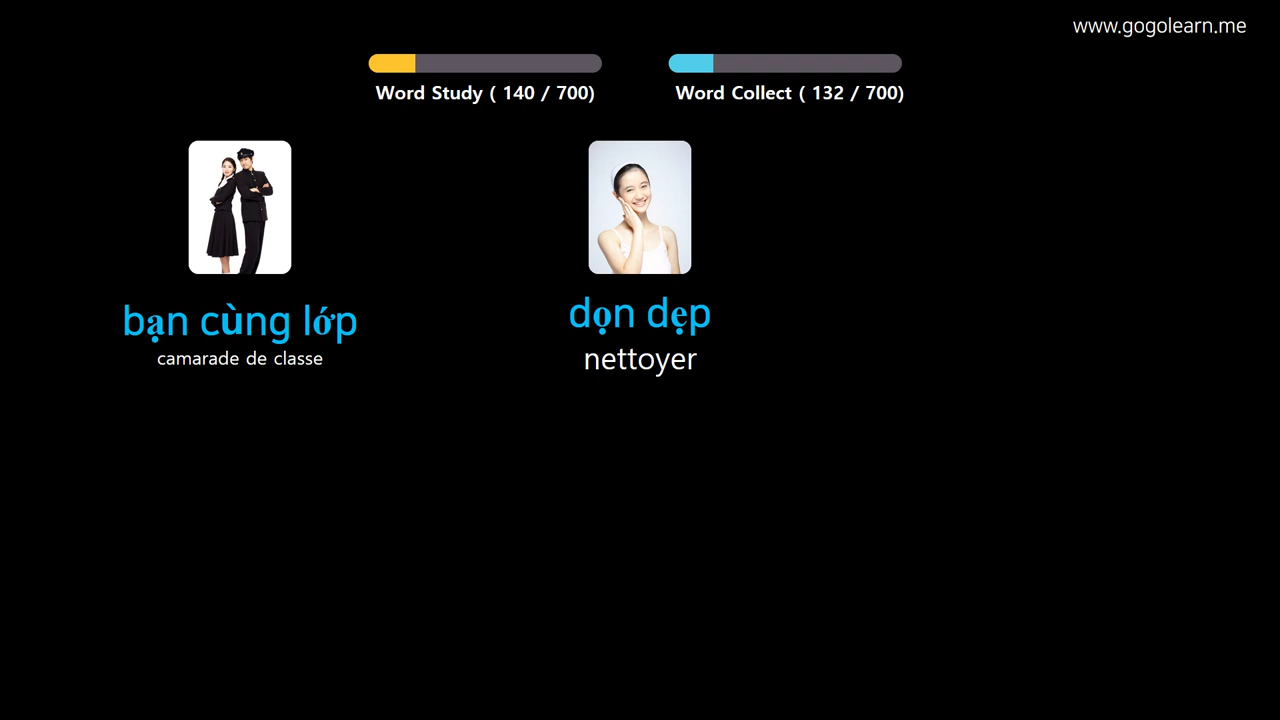 www.gogolearn.me
Word Study ( 140 / 700)
Word Collect ( 132 / 700)
bạn cùng lớp
camarade de classe
dọn dẹp
nettoyer